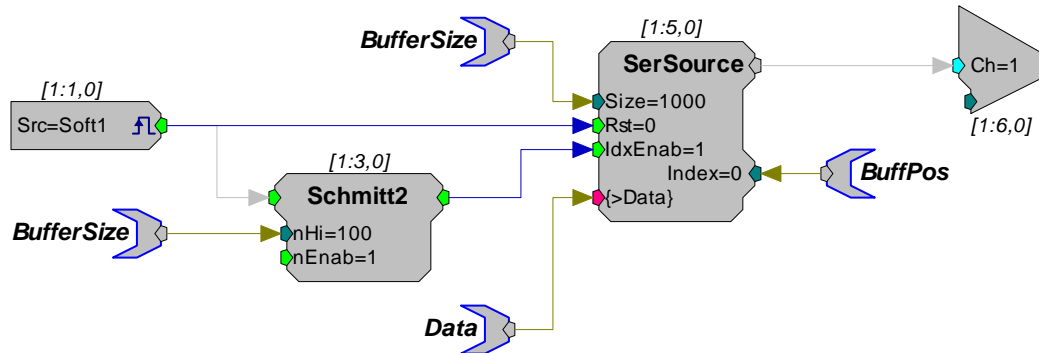 [1:5,0]
BufferSize
SerSource
Ch=1
[1:1,0]
Size=1000
Src=Soft1
Rst=0
[1:6,0]
[1:3,0]
IdxEnab=1
Index=0
BuffPos
Schmitt2
{>Data}
BufferSize
nHi=100
nEnab=1
Data